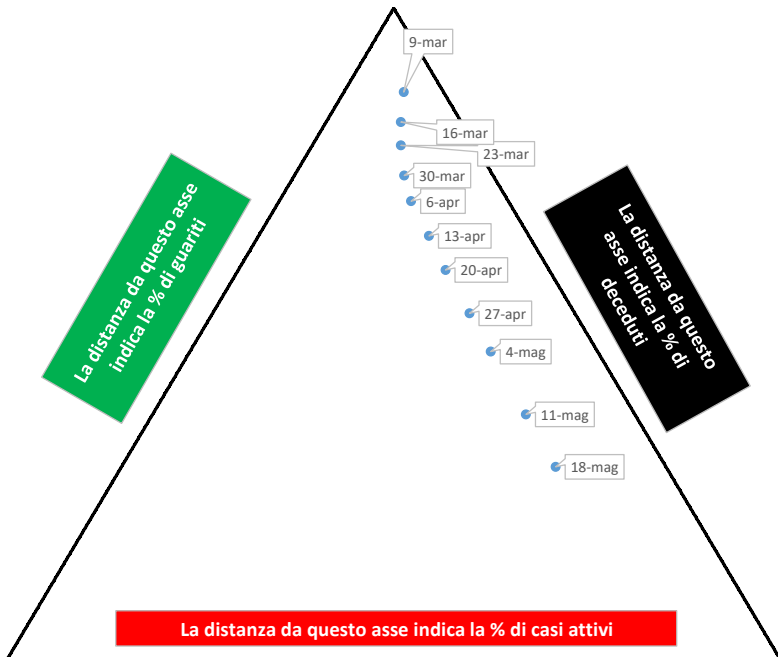 9-mar
16-mar
23-mar
30-mar
6-apr
13-apr
20-apr
27-apr
4-mag
11-mag
18-mag
La distanza da questo asse
indica la % di guariti
La distanza da questo
asse indica la % di
deceduti
La distanza da questo asse indica la % di casi attivi